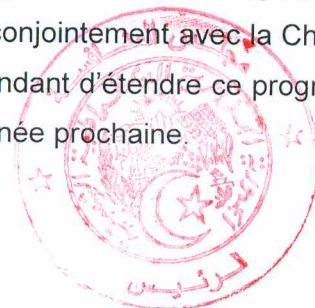 conjointement avec la Ch
ndant d'étendre ce progr
née prochaine.
الرئيس